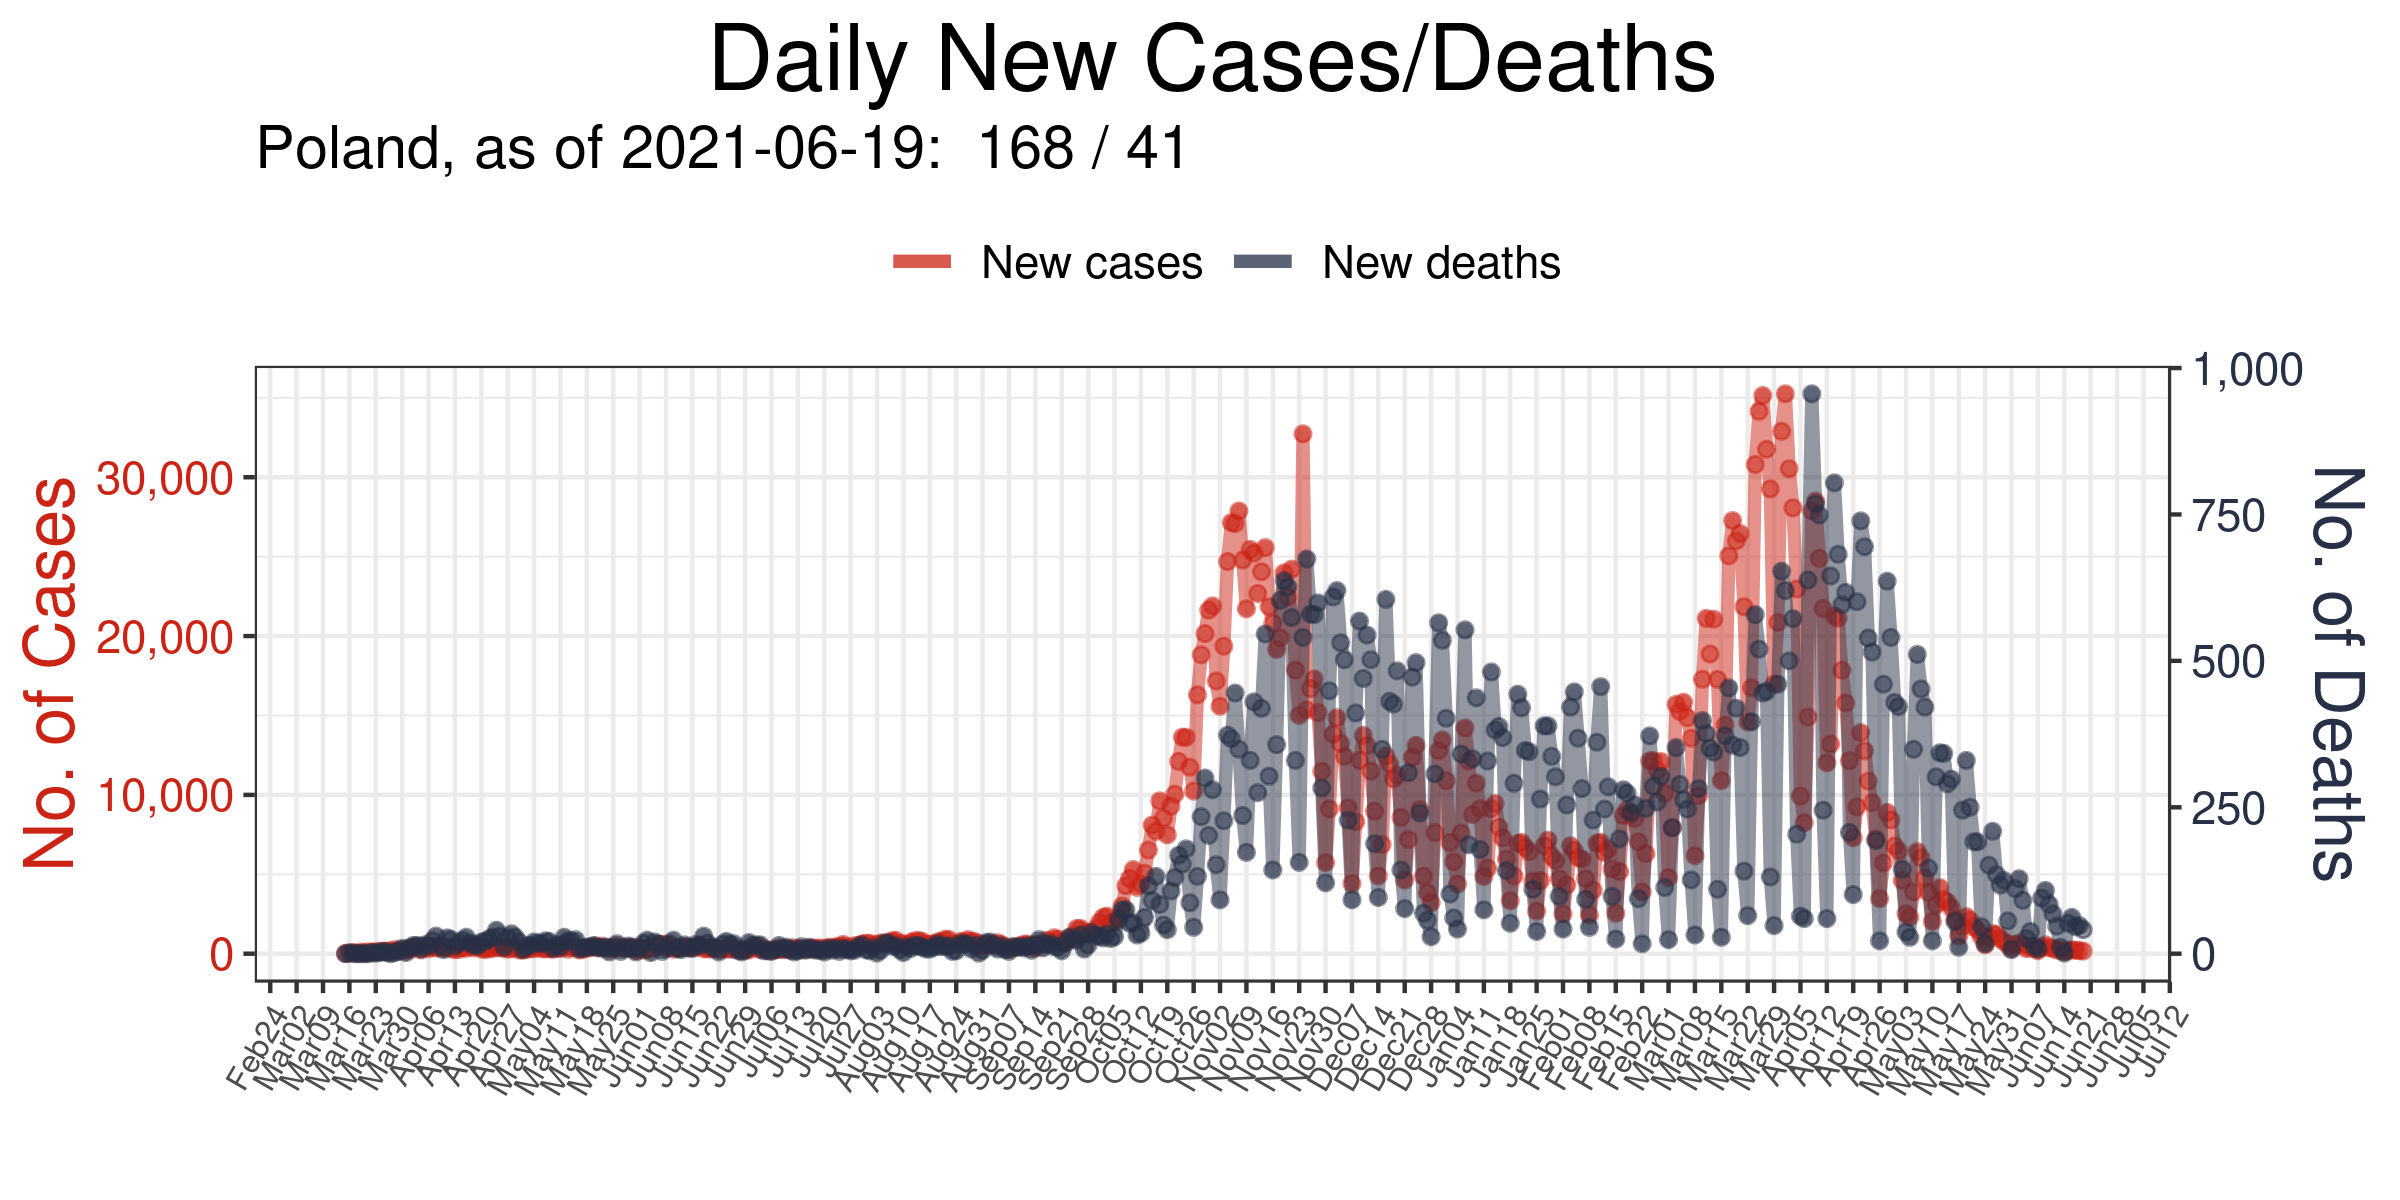 Daily New Cases/Deaths
Poland, as of 2021-06-19:  168 / 41
New cases
New deaths
No. of Cases
30,000
20,000
10,000
0
1,000
750
500
250
0
No. of Deaths
Feb24
Mar02
Mar09
Mar16
Mar23
Mar30
Apr06
Apr13
Apr20
Apr27
May04
May11
May18
May25
Jun01
Jun08
Jun15
Jun22
Jun29
Jul06
Jul13
Jul20
Jul27
Aug03
Aug10
Aug17
Aug24
Aug31
Sep07
Sep14
Sep21
Sep28
Oct05
Oct12
Oct19
Oct26
Nov02
Nov09
Nov16
Nov23
Nov30
Dec07
Dec14
Dec21
Dec28
Jan04
Jan11
Jan18
Jan25
Feb01
Feb08
Feb15
Feb22
Mar01
Mar08
Mar15
Mar22
Mar29
Apr05
Apr12
Apr19
Apr26
May03
May10
May17
May24
May31
Jun07
Jun14
Jun21
Jun28
Jul05
Jul12